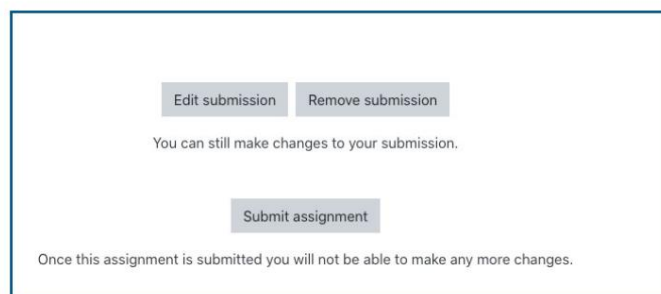 Edit submission Remove submission
You can still make changes to your submission.
Submit assignment
Once this assignment is submitted you will not be able to make any more changes.